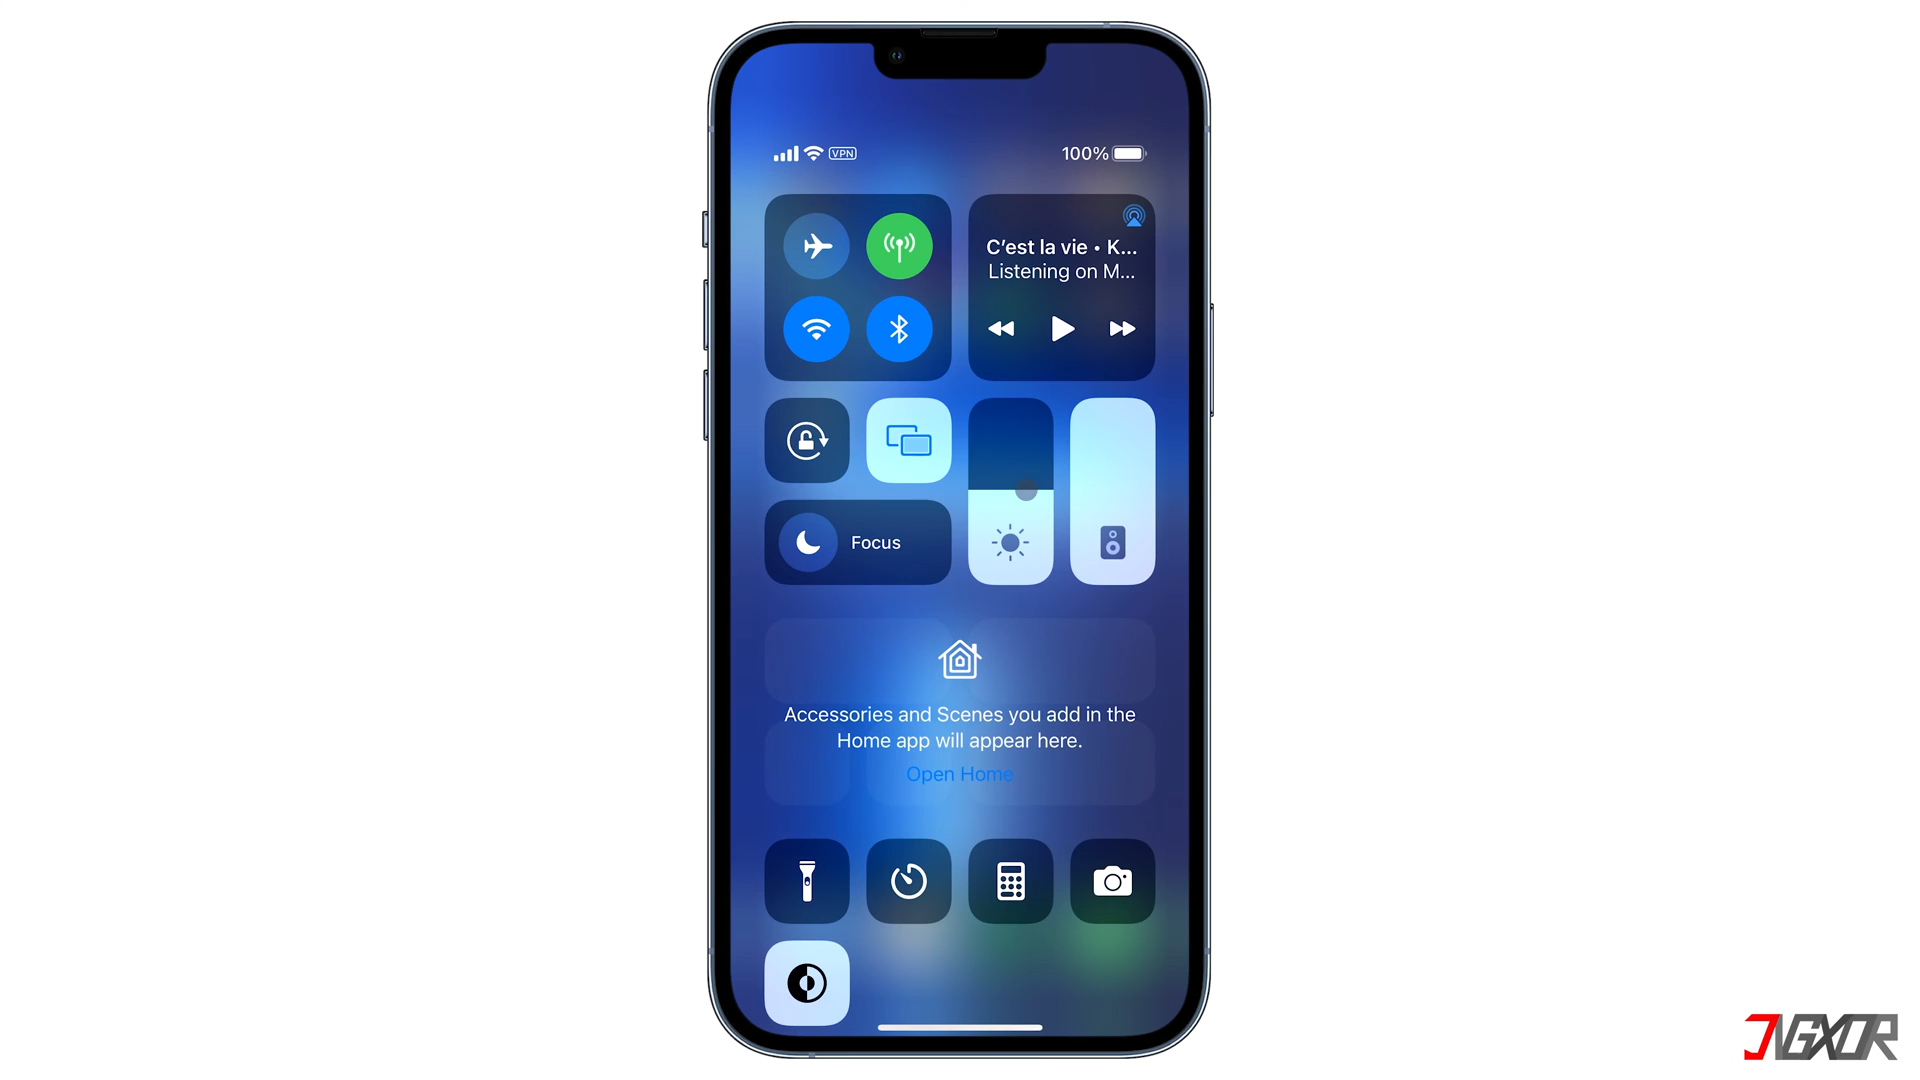 VPN
100%
C’est la vie • K...
Listening on M...
Focus
Accessories and Scenes you add in the
Home app will appear here.
Open Home
JVGXOR